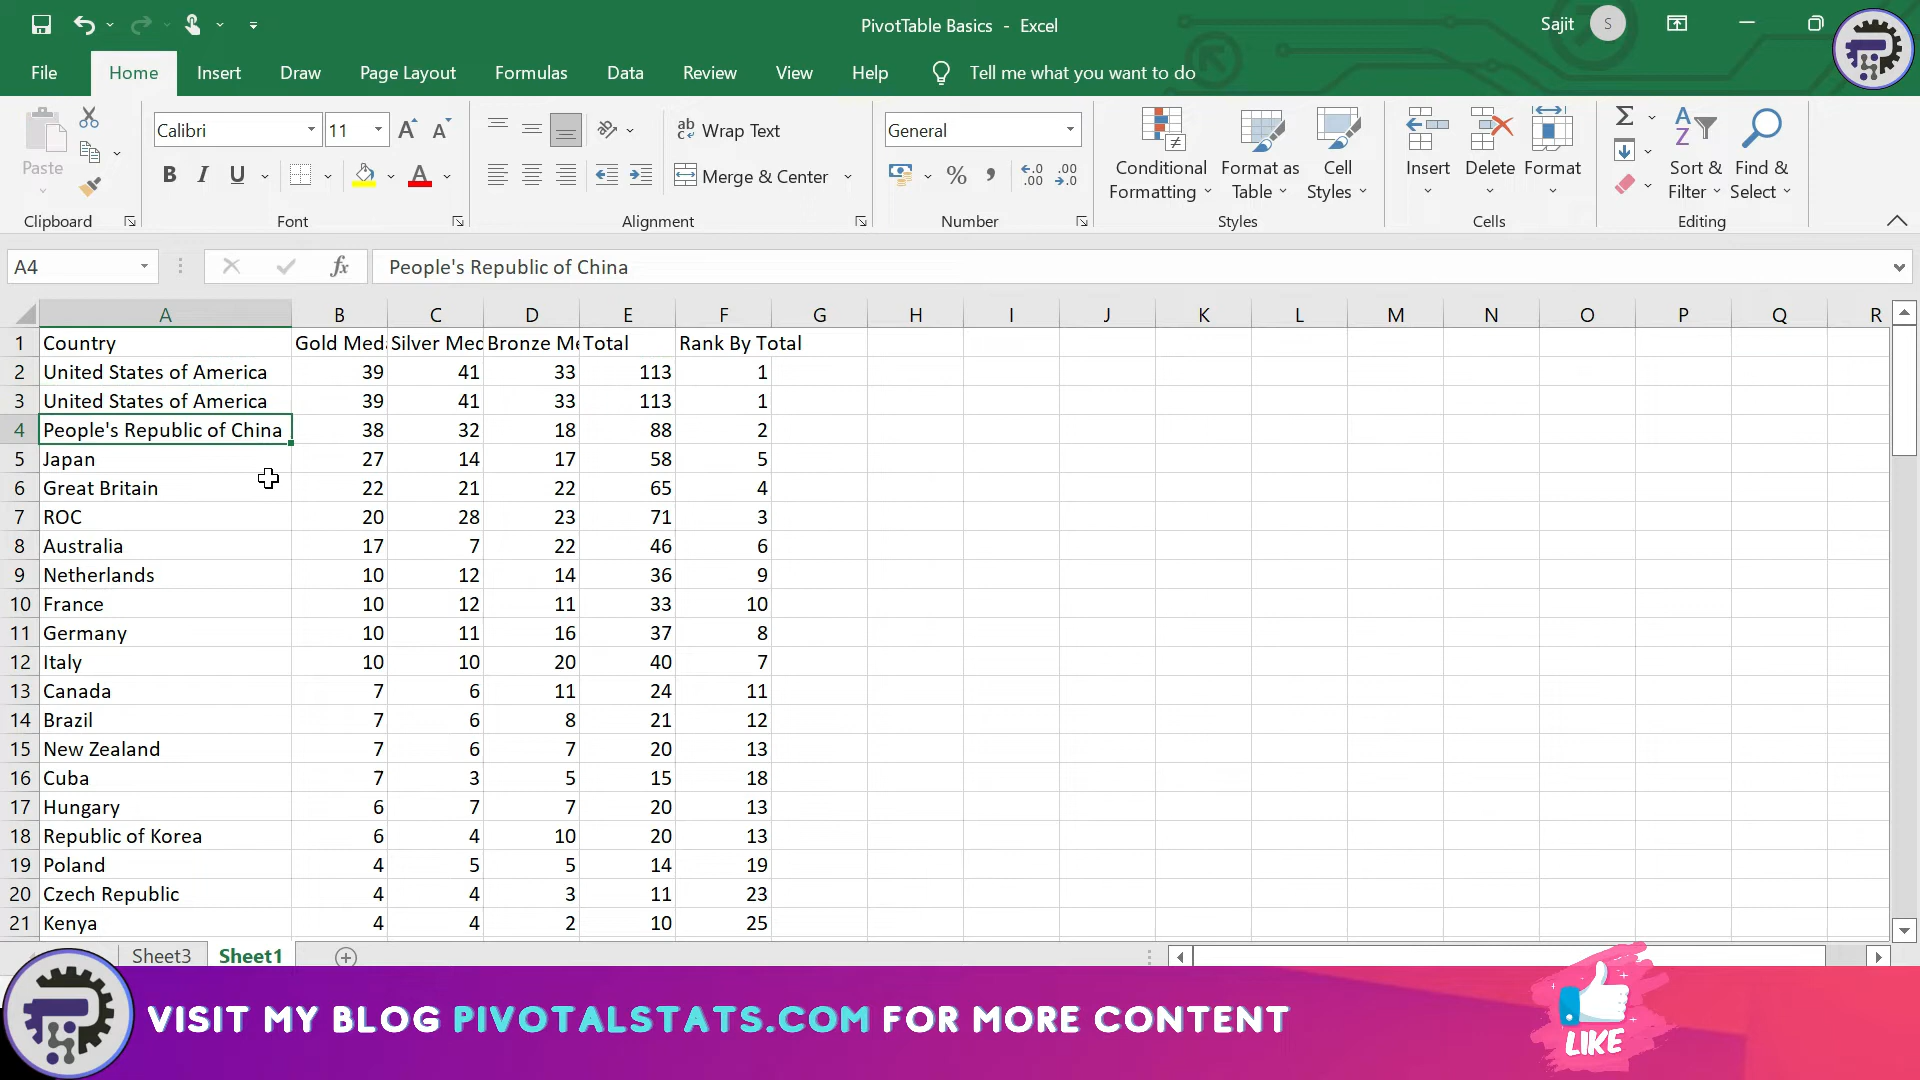 PivotTable Basics - Excel
Sajit S
File Home Insert Draw Page Layout Formulas Data Review View Help Tell me what you want to do
Paste
Clipboard
Calibri 11 A A
B I U A
Font
ab Wrap Text
Merge & Center
Alignment
General
% , .00 .00
Number
Conditional Formatting
Format as Table
Cell Styles
Styles
Insert Delete Format
Cells
Sort & Filter
Find & Select
Editing
A4 fx People's Republic of China
A B C D E F G H I J K L M N O P Q R
1 Country Gold Med Silver Med Bronze Me Total Rank By Total
2 United States of America 39 41 33 113 1
3 United States of America 39 41 33 113 1
4 People's Republic of China 38 32 18 88 2
5 Japan 27 14 17 58 5
6 Great Britain 22 21 22 65 4
7 ROC 20 28 23 71 3
8 Australia 17 7 22 46 6
9 Netherlands 10 12 14 36 9
10 France 10 12 11 33 10
11 Germany 10 11 16 37 8
12 Italy 10 10 20 40 7
13 Canada 7 6 11 24 11
14 Brazil 7 6 8 21 12
15 New Zealand 7 6 7 20 13
16 Cuba 7 3 5 15 18
17 Hungary 6 7 7 20 13
18 Republic of Korea 6 4 10 20 13
19 Poland 4 5 5 14 19
20 Czech Republic 4 4 3 11 23
21 Kenya 4 4 2 10 25
Sheet3 Sheet1
VISIT MY BLOG PIVOTALSTATS.COM FOR MORE CONTENT
LIKE